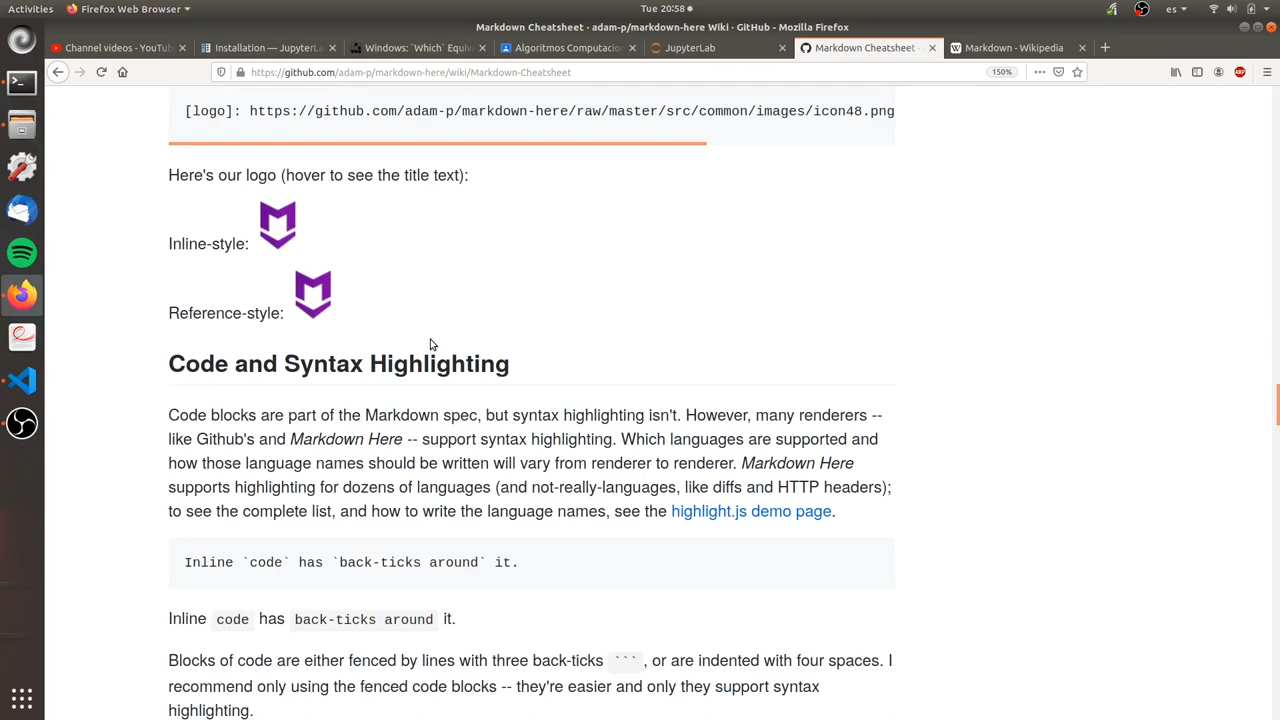 Activities
Firefox Web Browser
Tue 20:58
es
Markdown Cheatsheet · adam-p/markdown-here Wiki · GitHub - Mozilla Firefox
Channel videos - YouTu
Installation — JupyterLa
Windows: `Which` Equiv
Algoritmos Computacior
JupyterLab
Markdown Cheatsheet ·
Markdown - Wikipedia
https://github.com/adam-p/markdown-here/wiki/Markdown-Cheatsheet
150%
ABP
[logo]: https://github.com/adam-p/markdown-here/raw/master/src/common/images/icon48.png
Here's our logo (hover to see the title text):
Inline-style:
Reference-style:
Code and Syntax Highlighting
Code blocks are part of the Markdown spec, but syntax highlighting isn't. However, many renderers --
like Github's and Markdown Here -- support syntax highlighting. Which languages are supported and
how those language names should be written will vary from renderer to renderer. Markdown Here
supports highlighting for dozens of languages (and not-really-languages, like diffs and HTTP headers);
to see the complete list, and how to write the language names, see the highlight.js demo page.
Inline `code` has `back-ticks around` it.
Inline code has back-ticks around it.
Blocks of code are either fenced by lines with three back-ticks ```, or are indented with four spaces. I
recommend only using the fenced code blocks -- they're easier and only they support syntax
highlighting.